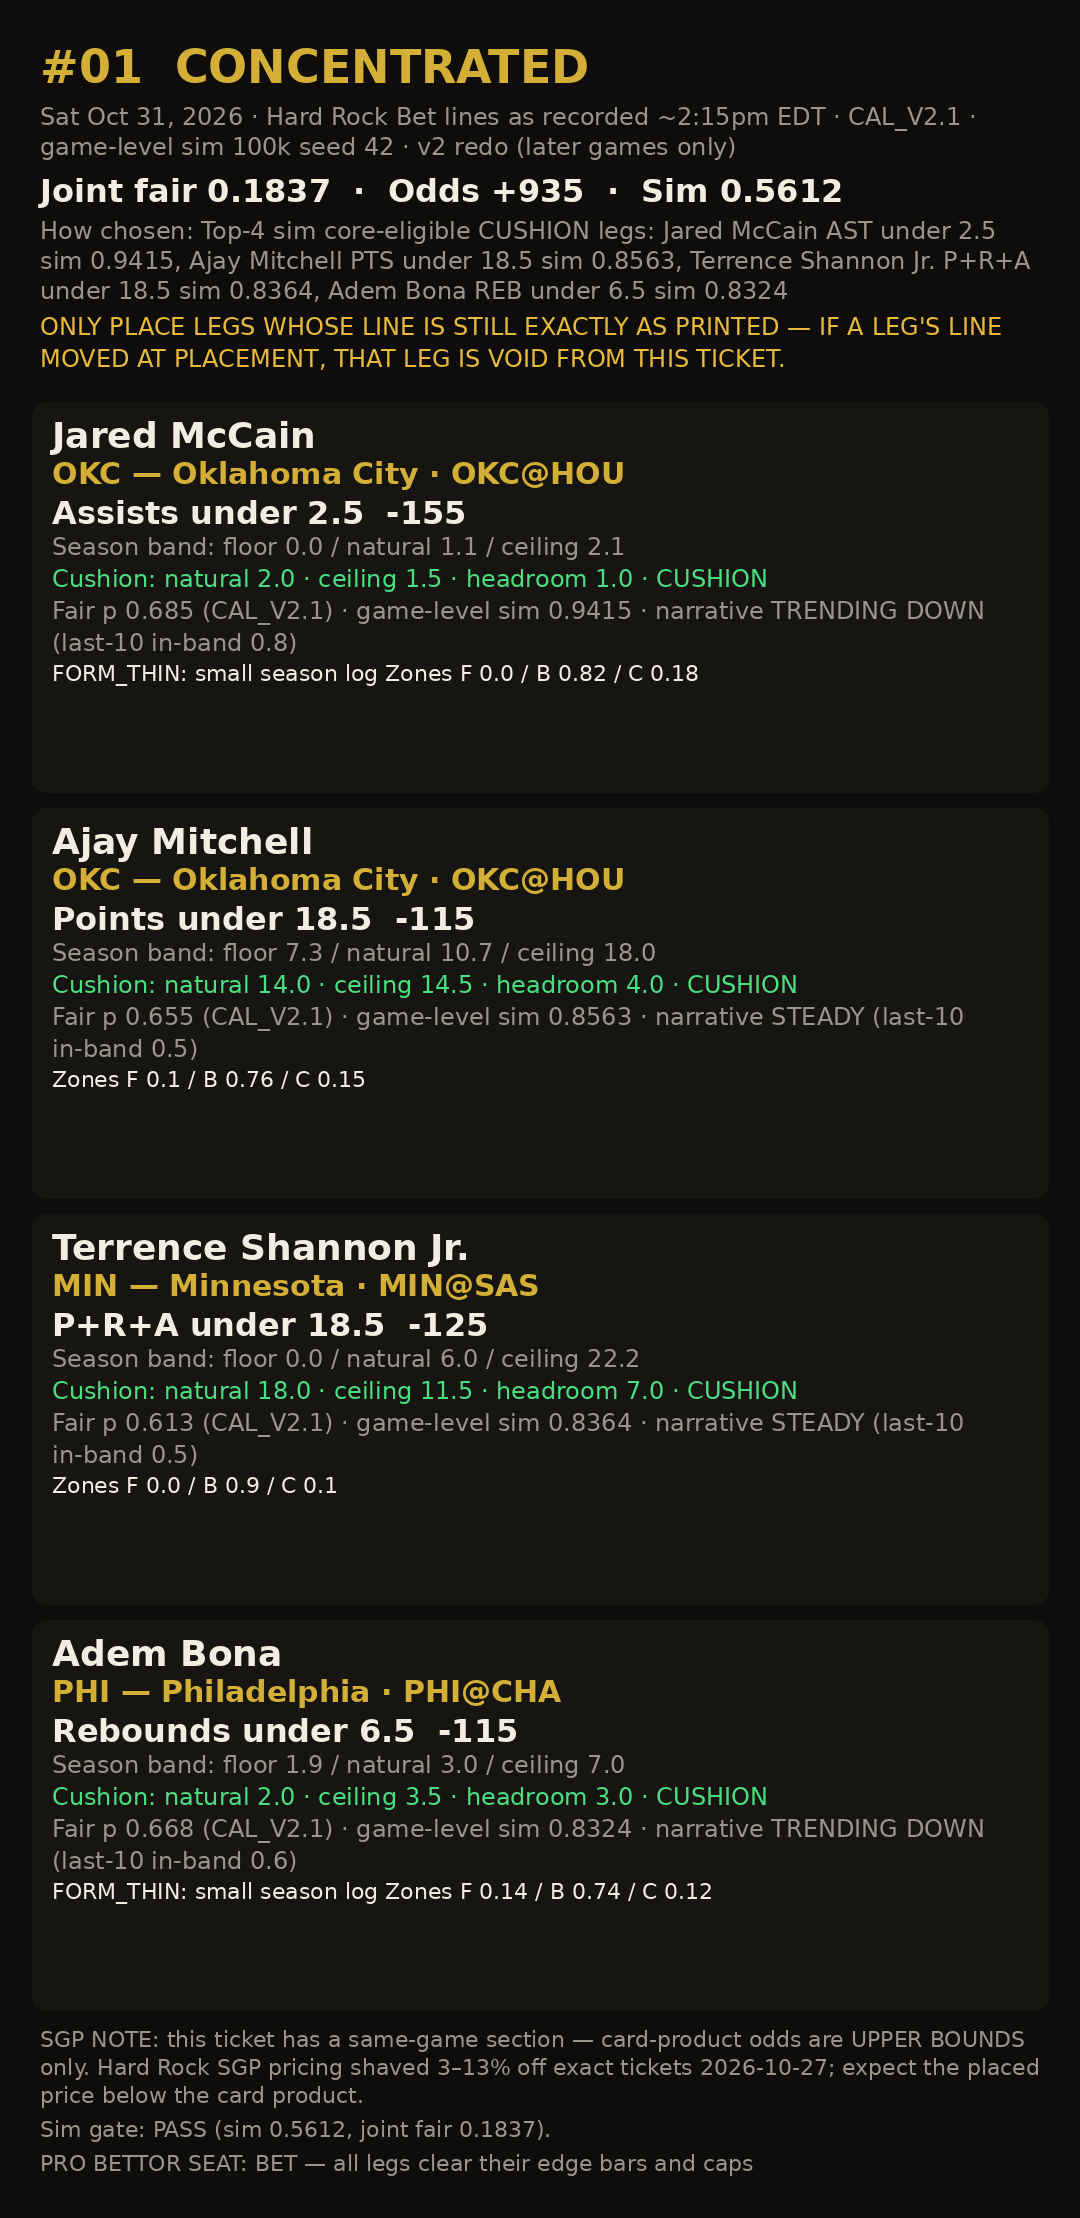 #01  CONCENTRATED
Sat Oct 31, 2026 · Hard Rock Bet lines as recorded ~2:15pm EDT · CAL_V2.1 ·
game-level sim 100k seed 42 · v2 redo (later games only)
Joint fair 0.1837  ·  Odds +935  ·  Sim 0.5612
How chosen: Top-4 sim core-eligible CUSHION legs: Jared McCain AST under 2.5
sim 0.9415, Ajay Mitchell PTS under 18.5 sim 0.8563, Terrence Shannon Jr. P+R+A
under 18.5 sim 0.8364, Adem Bona REB under 6.5 sim 0.8324
ONLY PLACE LEGS WHOSE LINE IS STILL EXACTLY AS PRINTED — IF A LEG'S LINE
MOVED AT PLACEMENT, THAT LEG IS VOID FROM THIS TICKET.
Jared McCain
OKC — Oklahoma City · OKC@HOU
Assists under 2.5  -155
Season band: floor 0.0 / natural 1.1 / ceiling 2.1
Cushion: natural 2.0 · ceiling 1.5 · headroom 1.0 · CUSHION
Fair p 0.685 (CAL_V2.1) · game-level sim 0.9415 · narrative TRENDING DOWN
(last-10 in-band 0.8)
FORM_THIN: small season log Zones F 0.0 / B 0.82 / C 0.18
Ajay Mitchell
OKC — Oklahoma City · OKC@HOU
Points under 18.5  -115
Season band: floor 7.3 / natural 10.7 / ceiling 18.0
Cushion: natural 14.0 · ceiling 14.5 · headroom 4.0 · CUSHION
Fair p 0.655 (CAL_V2.1) · game-level sim 0.8563 · narrative STEADY (last-10
in-band 0.5)
Zones F 0.1 / B 0.76 / C 0.15
Terrence Shannon Jr.
MIN — Minnesota · MIN@SAS
P+R+A under 18.5  -125
Season band: floor 0.0 / natural 6.0 / ceiling 22.2
Cushion: natural 18.0 · ceiling 11.5 · headroom 7.0 · CUSHION
Fair p 0.613 (CAL_V2.1) · game-level sim 0.8364 · narrative STEADY (last-10
in-band 0.5)
Zones F 0.0 / B 0.9 / C 0.1
Adem Bona
PHI — Philadelphia · PHI@CHA
Rebounds under 6.5  -115
Season band: floor 1.9 / natural 3.0 / ceiling 7.0
Cushion: natural 2.0 · ceiling 3.5 · headroom 3.0 · CUSHION
Fair p 0.668 (CAL_V2.1) · game-level sim 0.8324 · narrative TRENDING DOWN
(last-10 in-band 0.6)
FORM_THIN: small season log Zones F 0.14 / B 0.74 / C 0.12
SGP NOTE: this ticket has a same-game section — card-product odds are UPPER BOUNDS
only. Hard Rock SGP pricing shaved 3–13% off exact tickets 2026-10-27; expect the placed
price below the card product.
Sim gate: PASS (sim 0.5612, joint fair 0.1837).
PRO BETTOR SEAT: BET — all legs clear their edge bars and caps